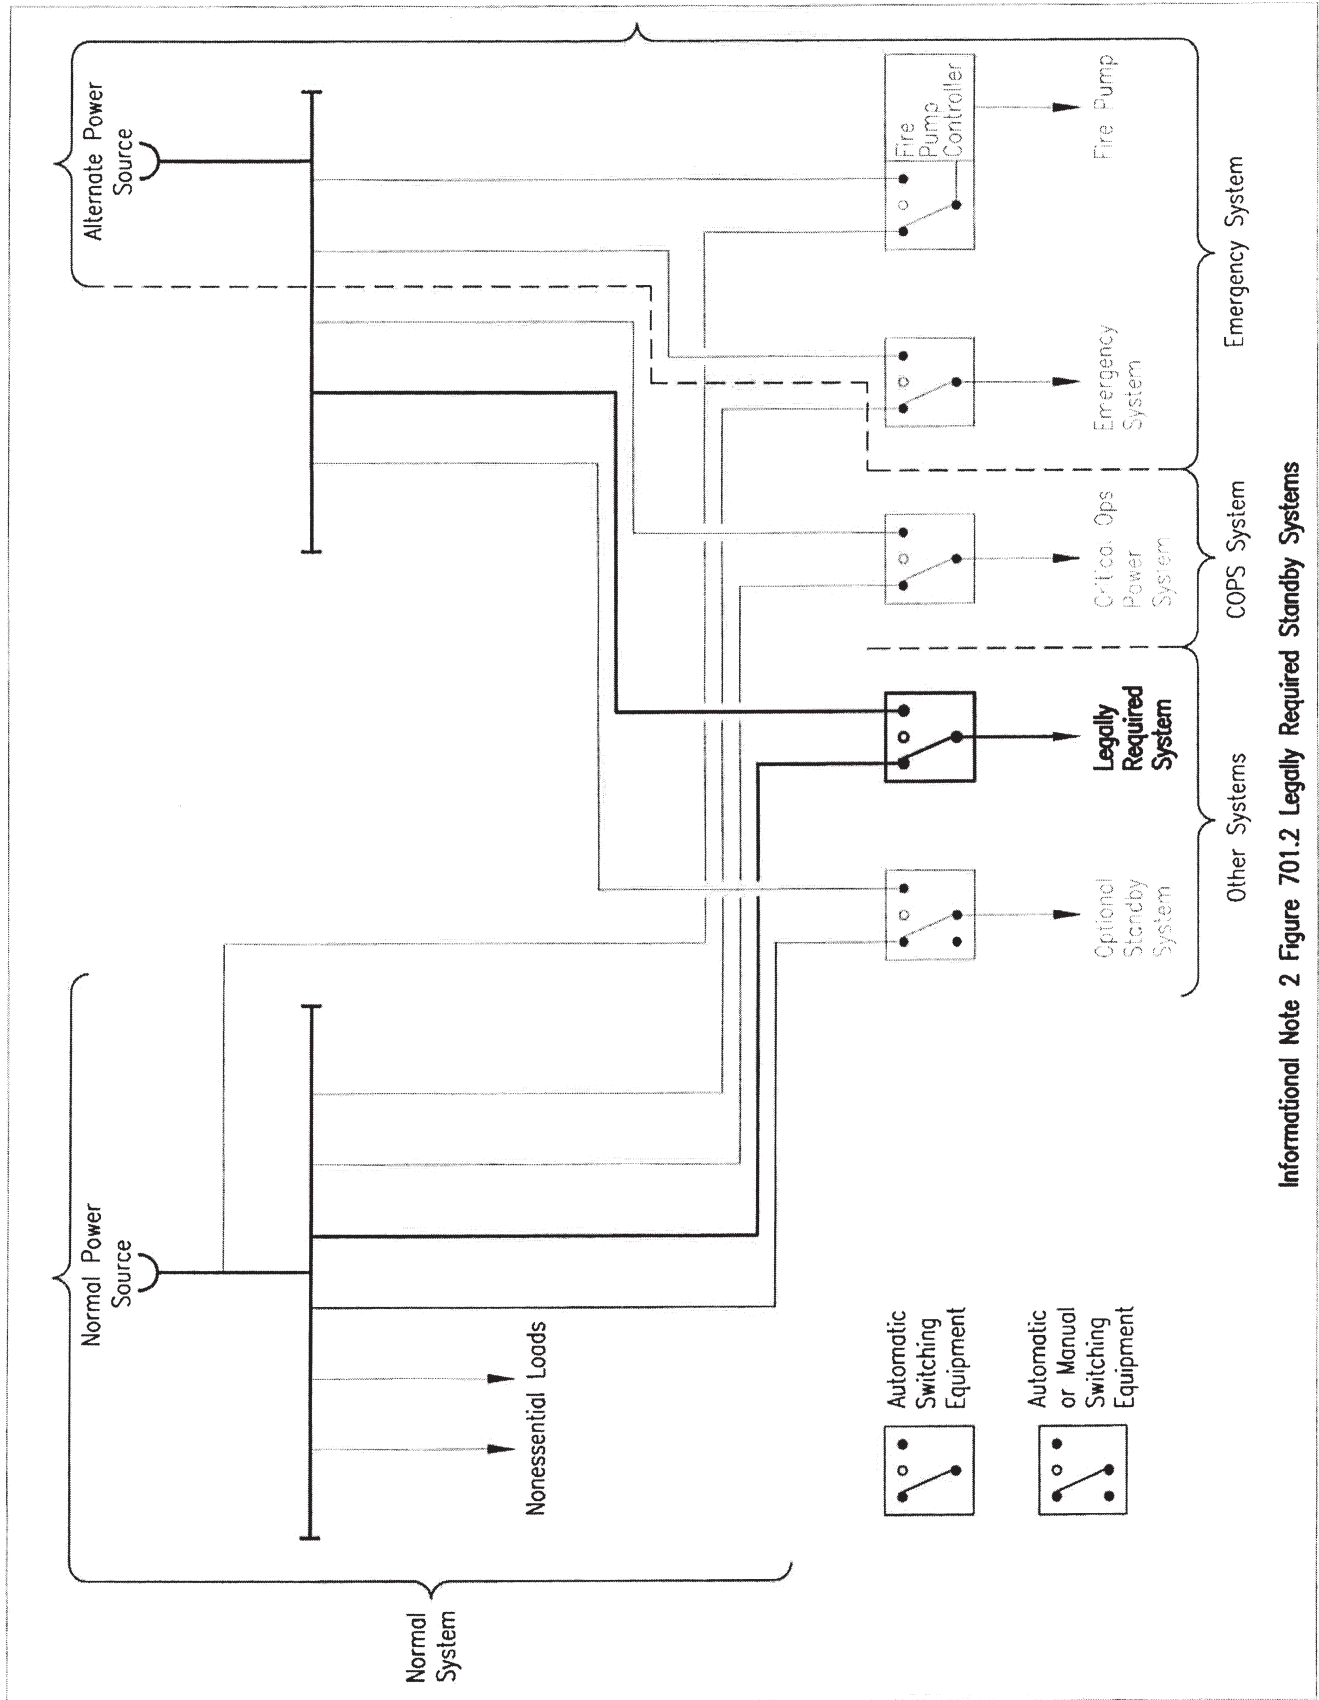 Normal Power
Source
Alternate Power
Source
Normal
System
Nonessential Loads
Fire
Pump
Controller
Automatic
Switching
Equipment
Automatic
or Manual
Switching
Equipment
Optional
Standby
System
Legally
Required
System
Critical Ops
Power
System
Emergency
System
Fire Pump
Other Systems
COPS System
Emergency System
Informational Note 2 Figure 701.2 Legally Required Standby Systems